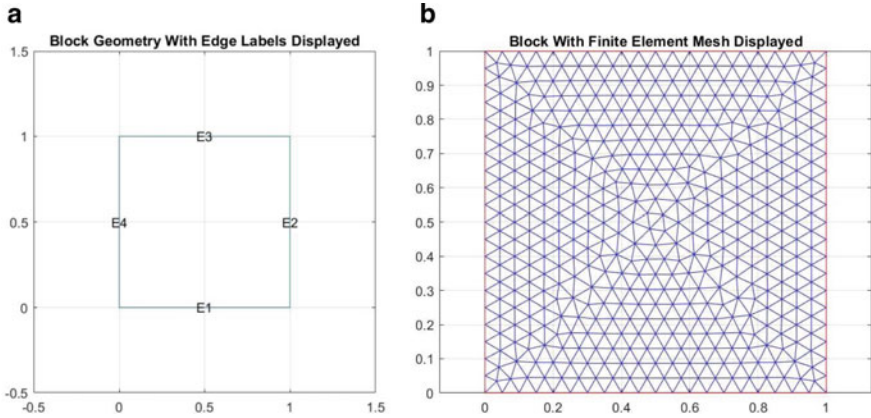 a
Block Geometry With Edge Labels Displayed
1.5
1
0.5
0
-0.5
E3
E4
E2
E1
-0.5 0 0.5 1 1.5
b
Block With Finite Element Mesh Displayed
1
0.9
0.8
0.7
0.6
0.5
0.4
0.3
0.2
0.1
0
0 0.2 0.4 0.6 0.8 1